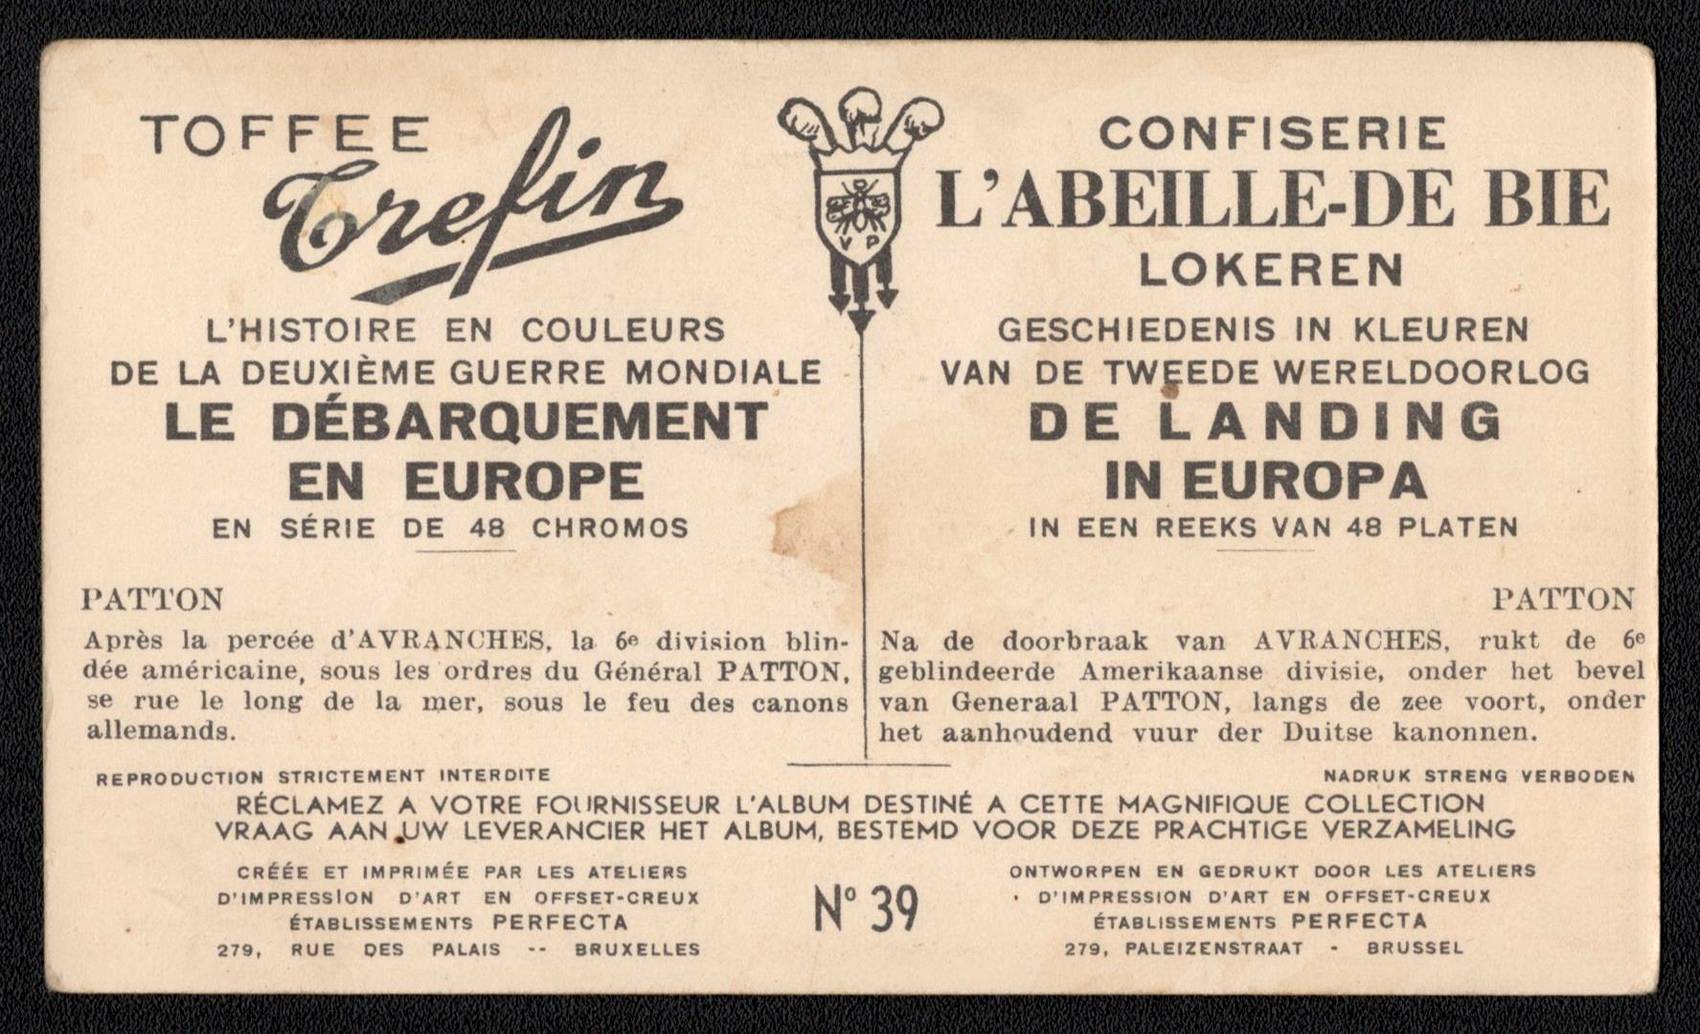 TOFFEE
Trefin
L'HISTOIRE EN COULEURS
DE LA DEUXIÈME GUERRE MONDIALE
LE DÉBARQUEMENT
EN EUROPE
EN SÉRIE DE 48 CHROMOS
PATTON
Après la percée d'AVRANCHES, la 6e division blin-
dée américaine, sous les ordres du Général PATTON,
se rue le long de la mer, sous le feu des canons
allemands.
REPRODUCTION STRICTEMENT INTERDITE
V P
CONFISERIE
L'ABEILLE-DE BIE
LOKEREN
GESCHIEDENIS IN KLEUREN
VAN DE TWEEDE WERELDOORLOG
DE LANDING
IN EUROPA
IN EEN REEKS VAN 48 PLATEN
PATTON
Na de doorbraak van AVRANCHES, rukt de 6e
geblindeerde Amerikaanse divisie, onder het bevel
van Generaal PATTON, langs de zee voort, onder
het aanhoudend vuur der Duitse kanonnen.
NADRUK STRENG VERBODEN
RÉCLAMEZ A VOTRE FOURNISSEUR L'ALBUM DESTINÉ A CETTE MAGNIFIQUE COLLECTION
VRAAG AAN UW LEVERANCIER HET ALBUM, BESTEMD VOOR DEZE PRACHTIGE VERZAMELING
CRÉÉE ET IMPRIMÉE PAR LES ATELIERS
D'IMPRESSION D'ART EN OFFSET-CREUX
ÉTABLISSEMENTS PERFECTA
279, RUE DES PALAIS -- BRUXELLES
N° 39
ONTWORPEN EN GEDRUKT DOOR LES ATELIERS
D'IMPRESSION D'ART EN OFFSET-CREUX
ÉTABLISSEMENTS PERFECTA
279, PALEIZENSTRAAT - BRUSSEL